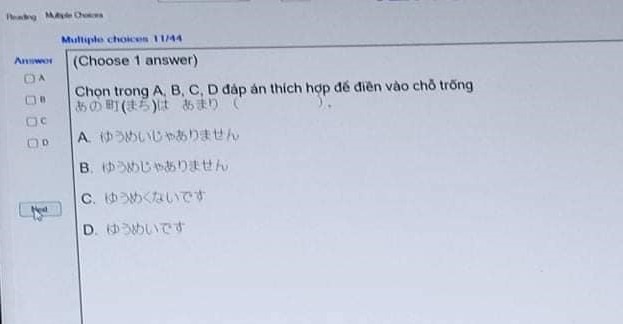 Reading Multiple Choices
Multiple choices 11/44
Answer
A
B
C
D
Next
(Choose 1 answer)
Chọn trong A, B, C, D đáp án thích hợp để điền vào chỗ trống
あの 町(まち)は あまり ( ).
A. ゆうめいじゃありません
B. ゆうめじゃありません
C. ゆうめくないです
D. ゆうめいです